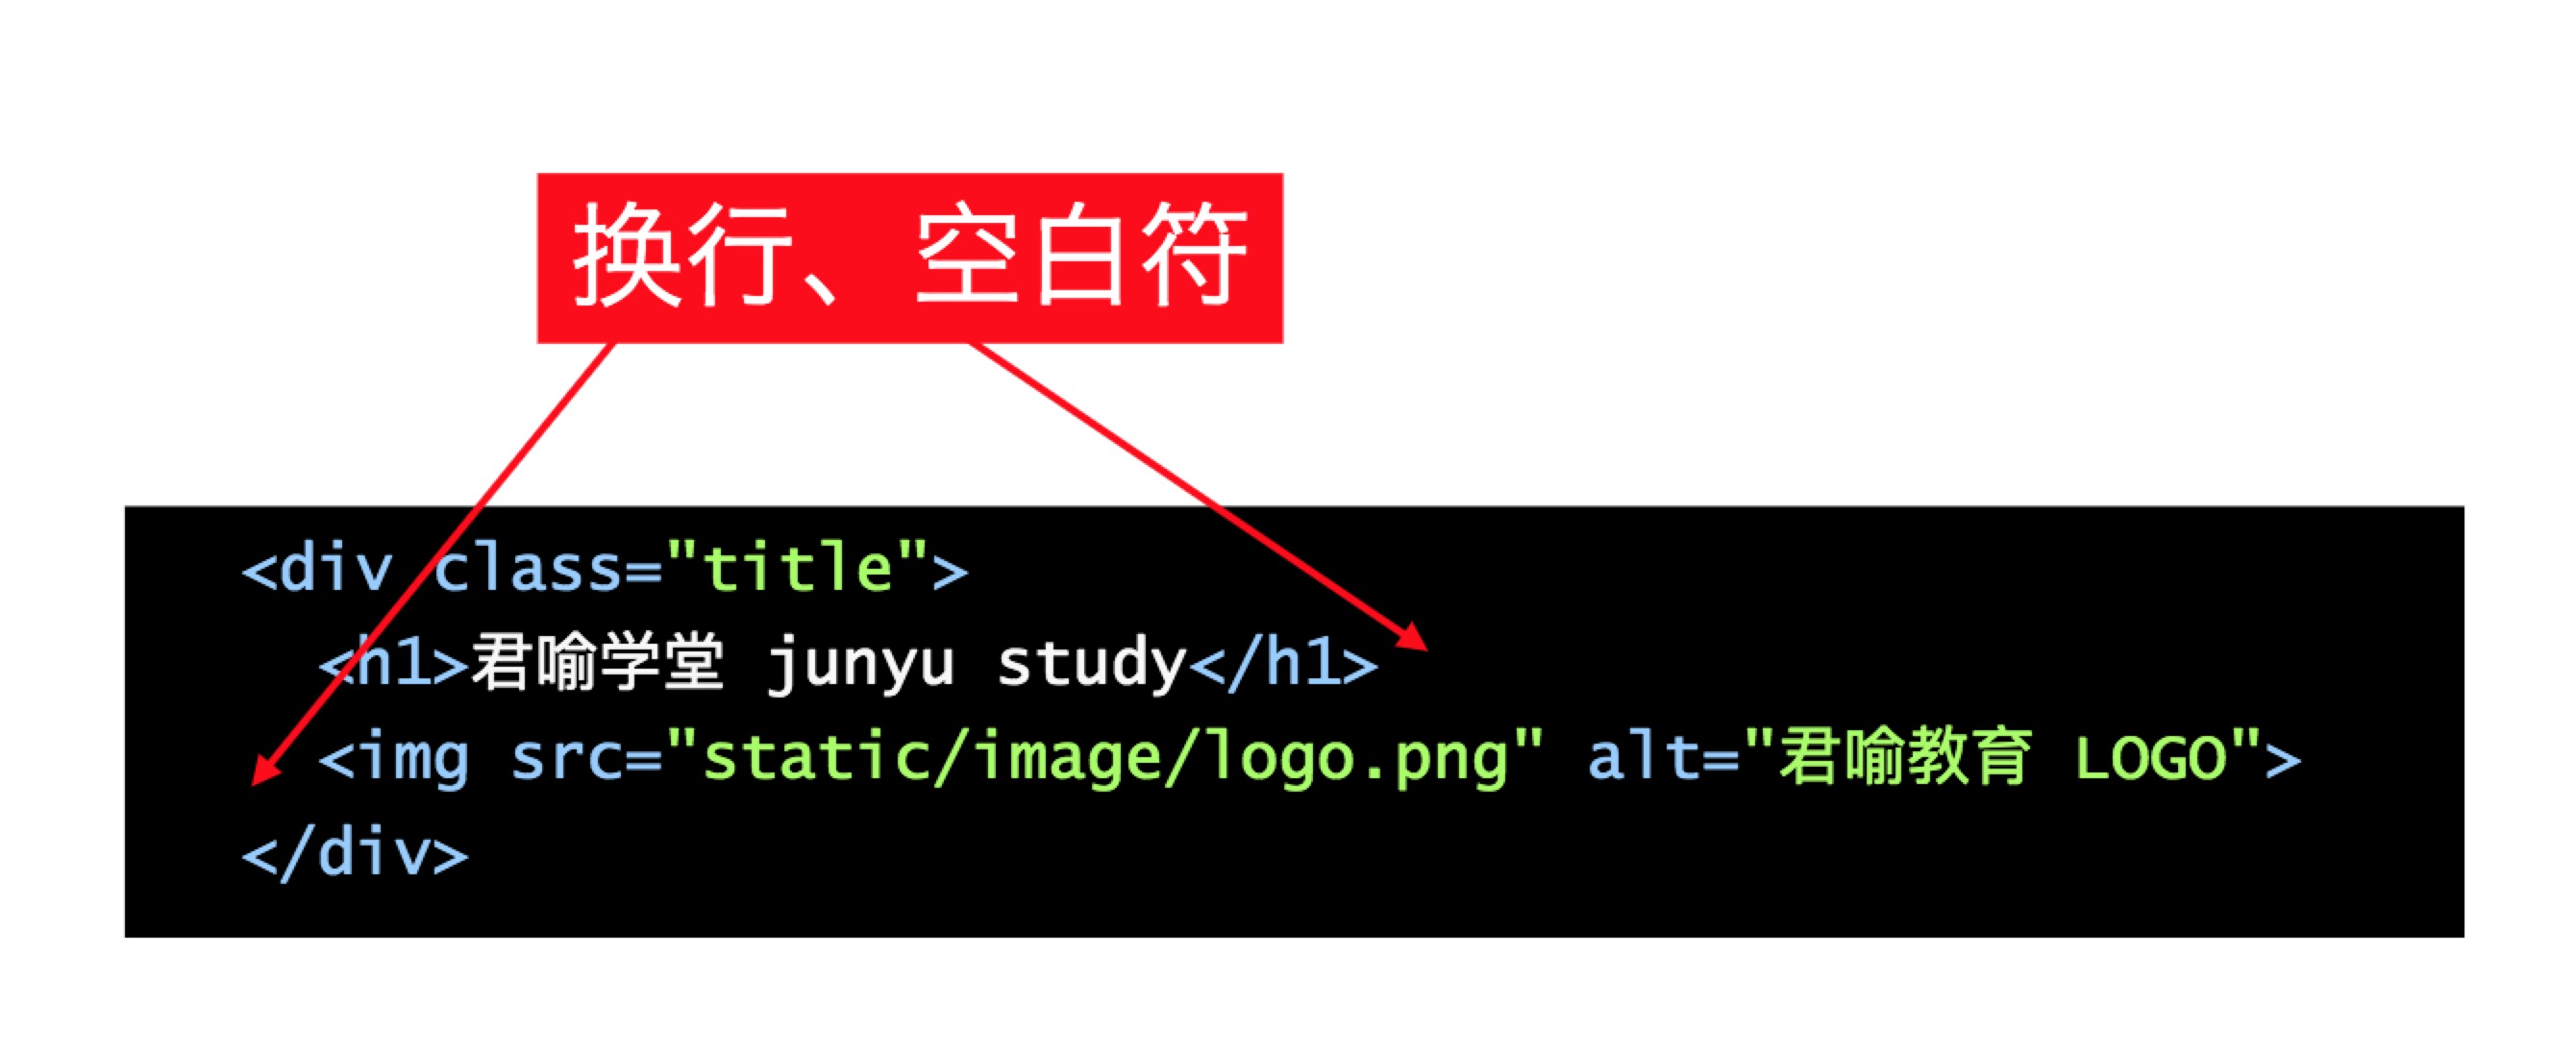 换行、空白符
<div class="title">
<h1>君喻学堂 junyu study</h1>
<img src="static/image/logo.png" alt="君喻教育 LOGO">
</div>